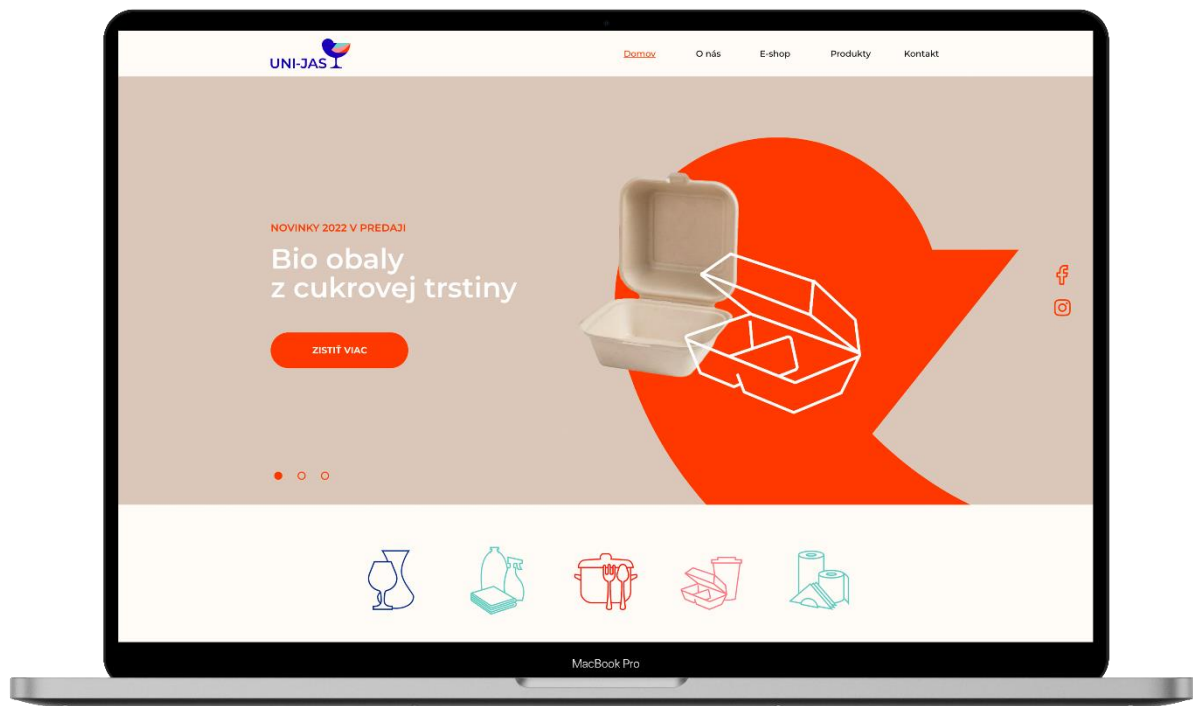 UNI-JAS
Domov
O nás
E-shop
Produkty
Kontakt
NOVINKY 2022 V PREDAJI
Bio obaly
z cukrovej trstiny
ZISTIŤ VIAC
MacBook Pro